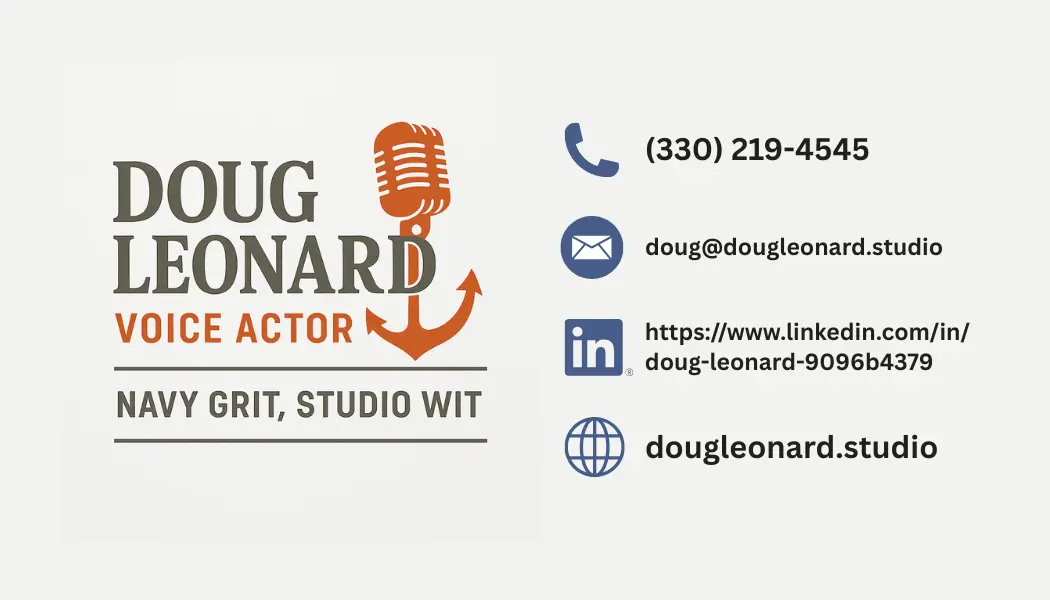 DOUG
LEONARD
VOICE ACTOR
NAVY GRIT, STUDIO WIT
(330) 219-4545
doug@dougleonard.studio
in®
https://www.linkedin.com/in/
doug-leonard-9096b4379
dougleonard.studio